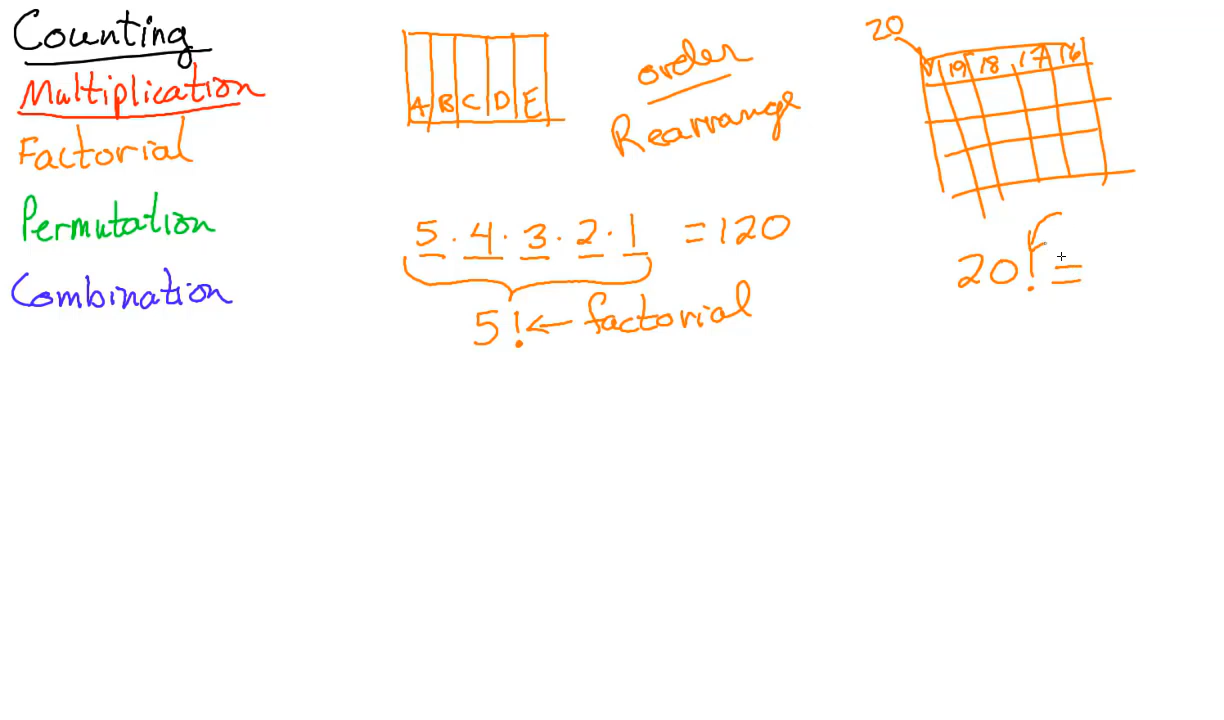 Counting
Multiplication
Factorial
Permutation
Combination
A B C D E
order
Rearrange
5 · 4 · 3 · 2 · 1 = 120
5! ← factorial
20
19 18 17 16
20! =